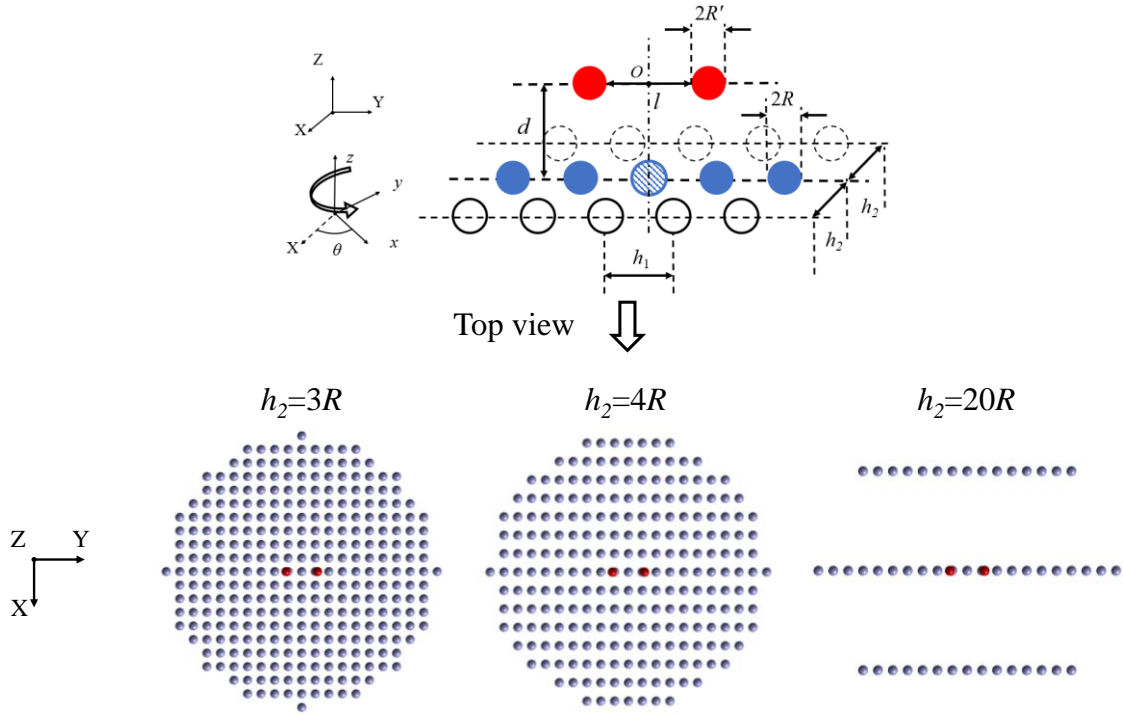 2R′
Z
O
Y
l
2R
X
d
z
y
h₂
X
x
θ
h₂
h₁
Top view
h₂=3R
h₂=4R
h₂=20R
Z
Y
X